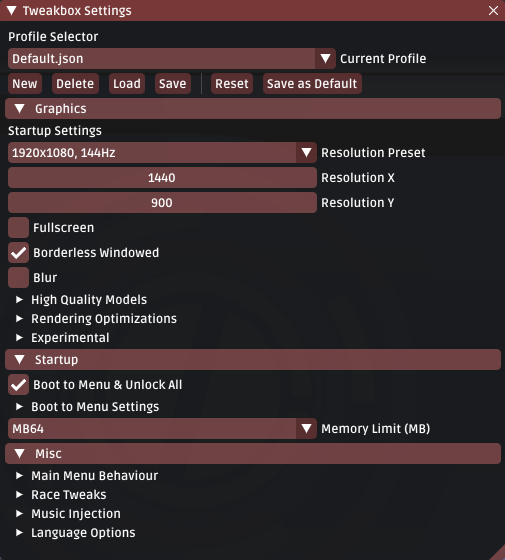 Tweakbox Settings
Profile Selector
Default.json Current Profile
New Delete Load Save Reset Save as Default
Graphics
Startup Settings
1920x1080, 144Hz Resolution Preset
1440 Resolution X
900 Resolution Y
Fullscreen
Borderless Windowed
Blur
High Quality Models
Rendering Optimizations
Experimental
Startup
Boot to Menu & Unlock All
Boot to Menu Settings
MB64 Memory Limit (MB)
Misc
Main Menu Behaviour
Race Tweaks
Music Injection
Language Options